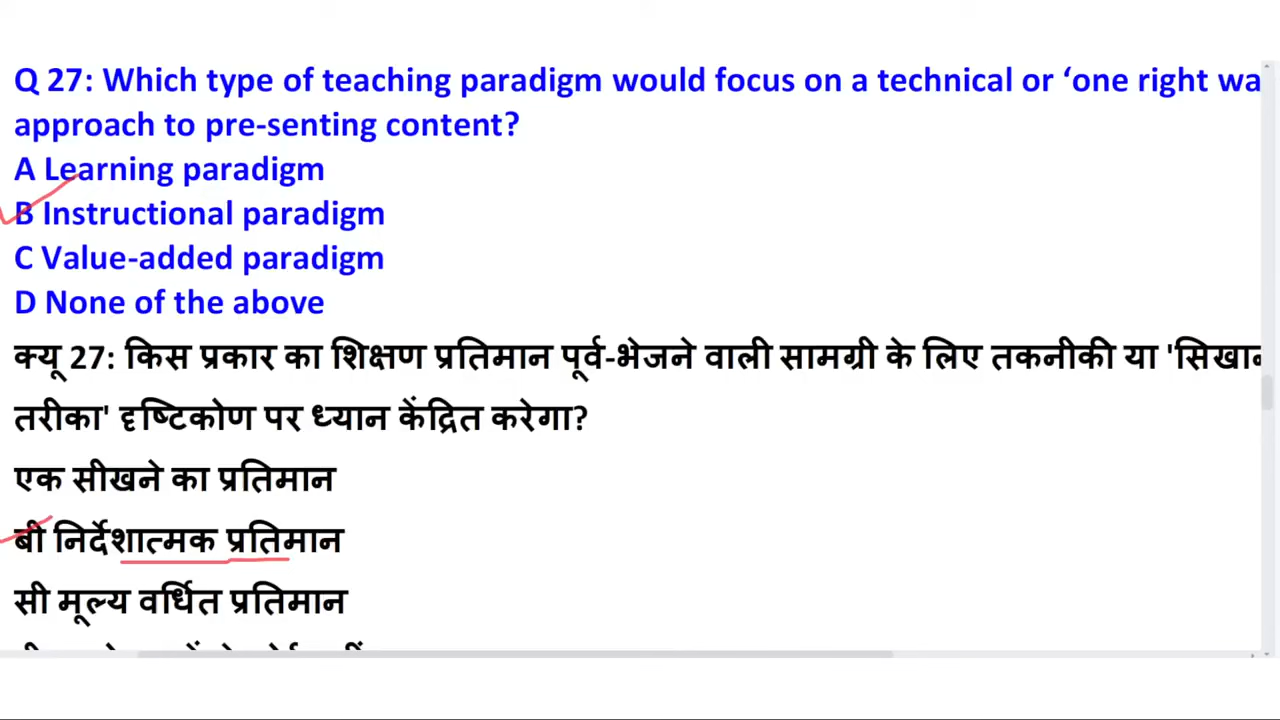 Q 27: Which type of teaching paradigm would focus on a technical or ‘one right wa
approach to pre-senting content?
A Learning paradigm
B Instructional paradigm
C Value-added paradigm
D None of the above
क्यू 27: किस प्रकार का शिक्षण प्रतिमान पूर्व-भेजने वाली सामग्री के लिए तकनीकी या 'सिखान
तरीका' दृष्टिकोण पर ध्यान केंद्रित करेगा?
एक सीखने का प्रतिमान
बी निर्देशात्मक प्रतिमान
सी मूल्य वर्धित प्रतिमान